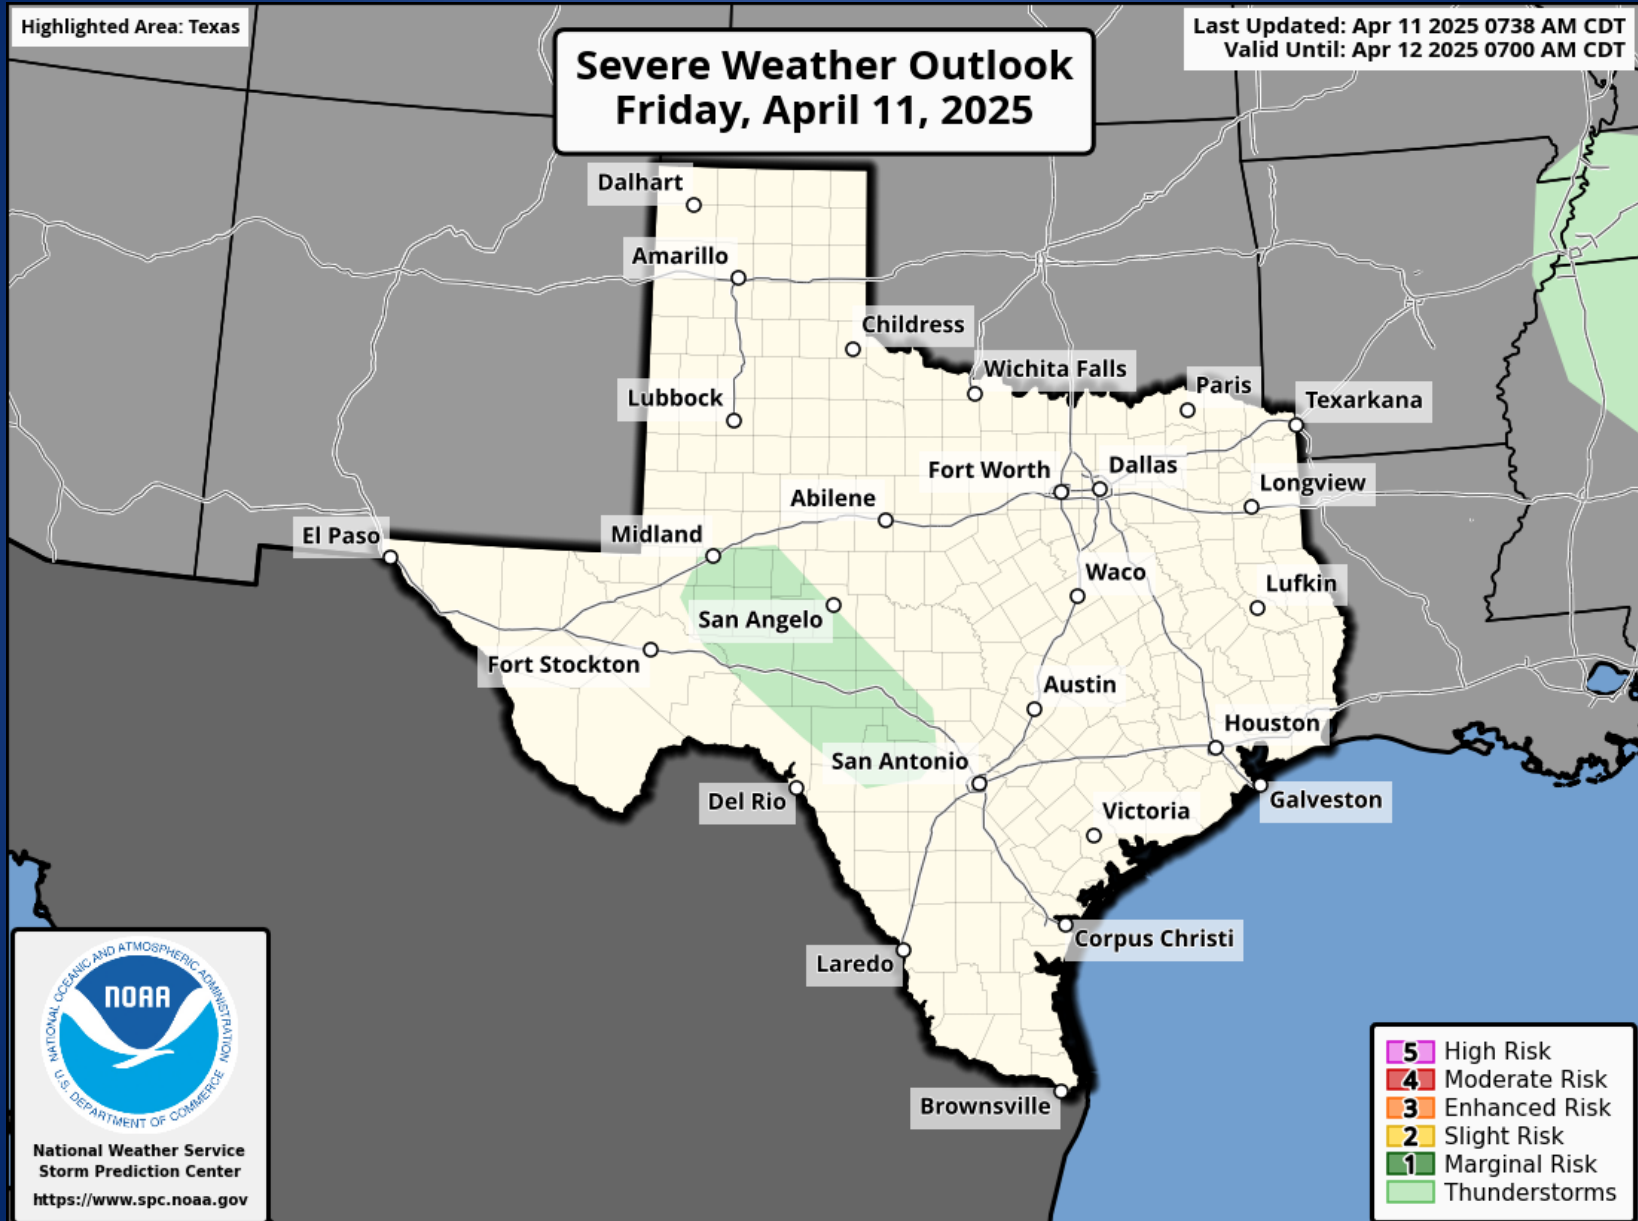 Highlighted Area: Texas
Severe Weather Outlook
Friday, April 11, 2025
Last Updated: Apr 11 2025 0738 AM CDT
Valid Until: Apr 12 2025 0700 AM CDT
Dalhart
Amarillo
Childress
Wichita Falls
Paris
Lubbock
Texarkana
Fort Worth
Dallas
Longview
Abilene
El Paso
Midland
Waco
Lufkin
San Angelo
Fort Stockton
Austin
Houston
San Antonio
Del Rio
Galveston
Victoria
Corpus Christi
Laredo
Brownsville
NATIONAL OCEANIC AND ATMOSPHERIC ADMINISTRATION
NOAA
U.S. DEPARTMENT OF COMMERCE
National Weather Service
Storm Prediction Center
https://www.spc.noaa.gov
5 High Risk
4 Moderate Risk
3 Enhanced Risk
2 Slight Risk
1 Marginal Risk
Thunderstorms